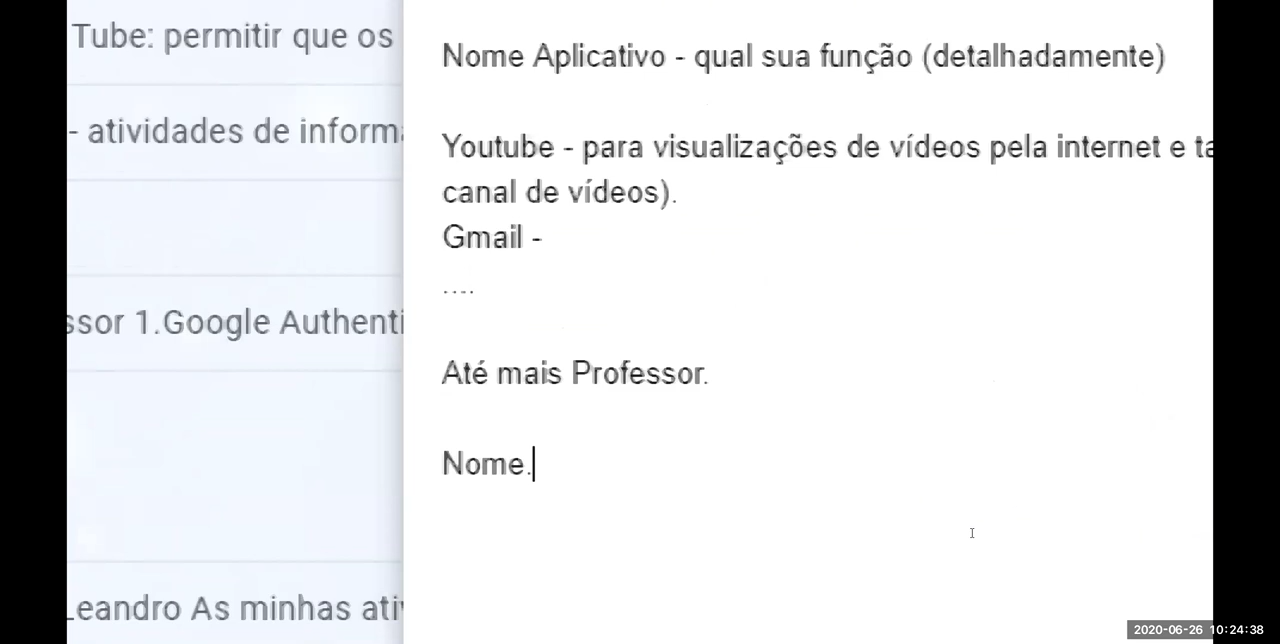 Tube: permitir que os
- atividades de inform
ssor 1.Google Authenti
Leandro As minhas ati
Nome Aplicativo - qual sua função (detalhadamente)
Youtube - para visualizações de vídeos pela internet e ta
canal de vídeos).
Gmail -
....
Até mais Professor.
Nome.
2020-06-26 10:24:38